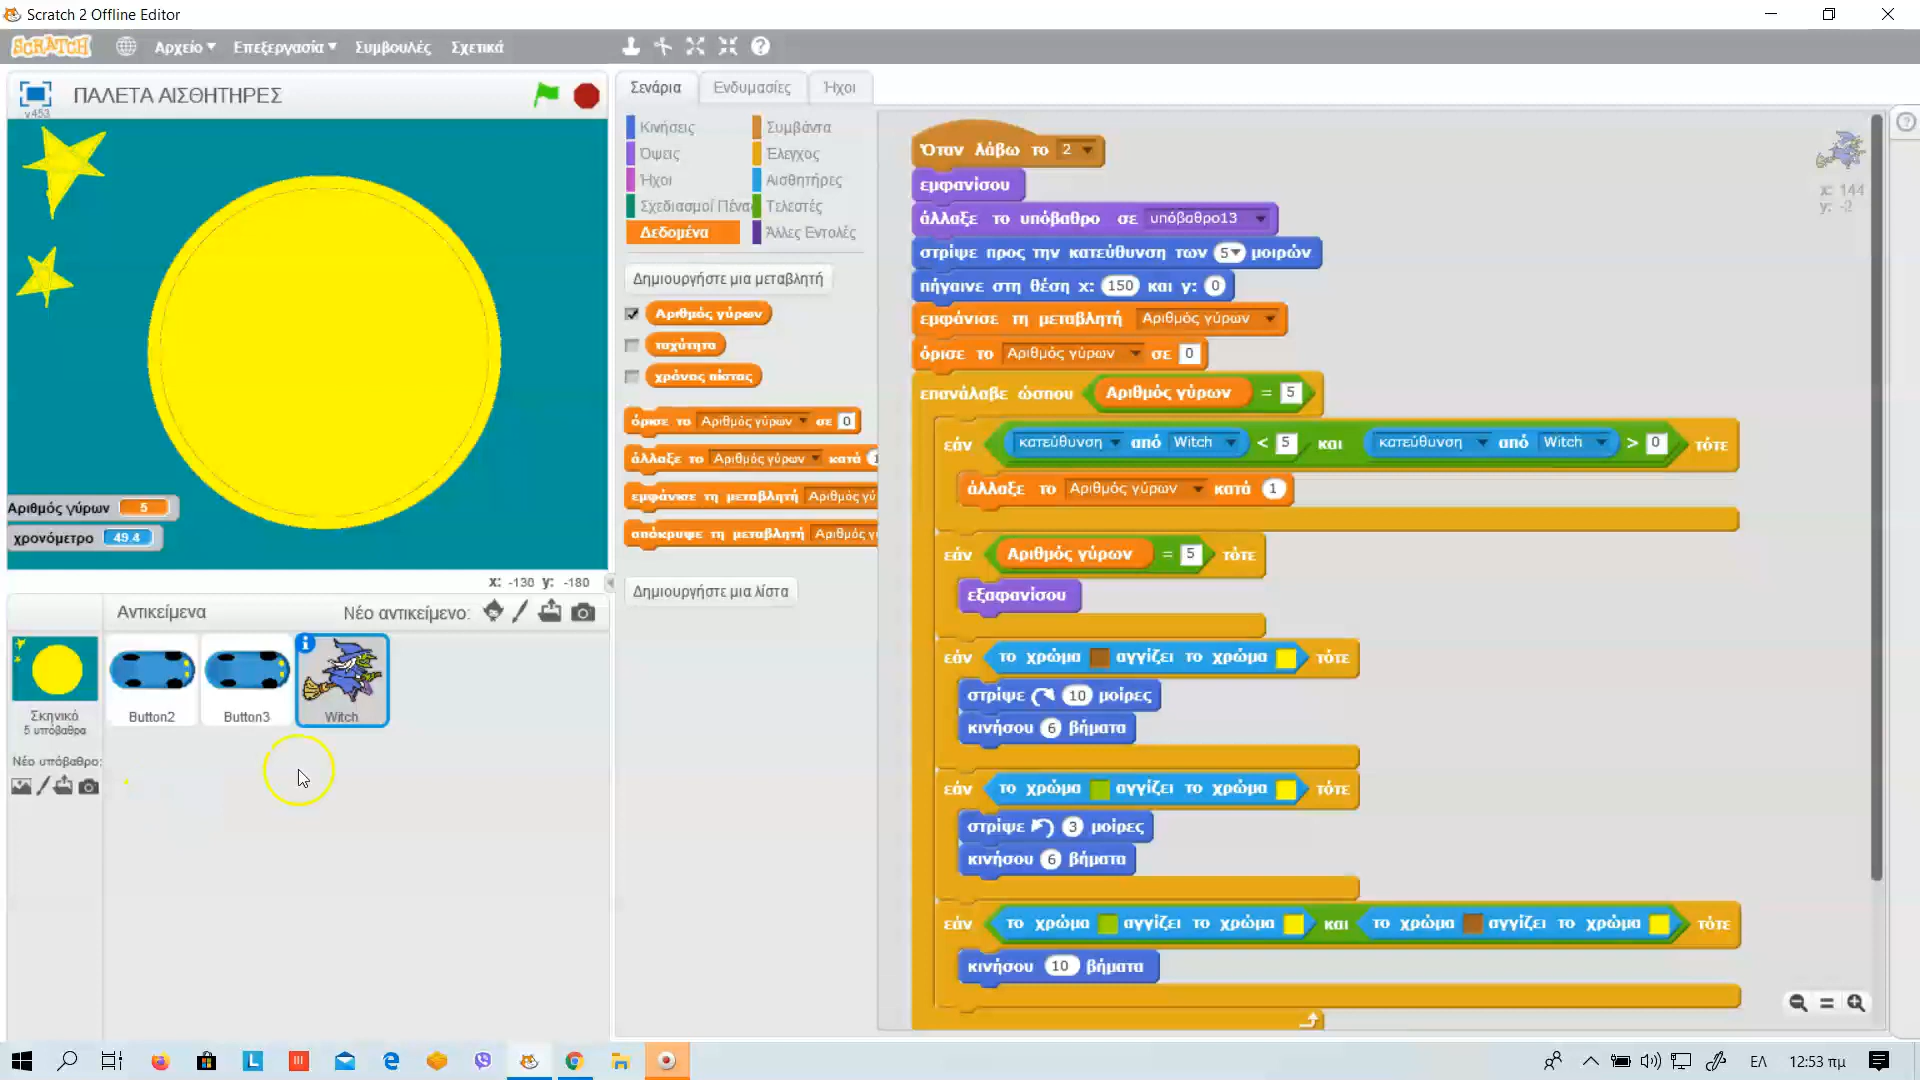 Scratch 2 Offline Editor
SCRATCH
Αρχείο
Επεξεργασία
Συμβουλές
Σχετικά
ΠΑΛΕΤΑ ΑΙΣΘΗΤΗΡΕΣ
v453
Αριθμός γύρων 5
χρονόμετρο 49.4
x: -130 y: -180
Αντικείμενα
Νέο αντικείμενο:
Σκηνικό
5 υπόβαθρα
Νέο υπόβαθρο:
Button2
Button3
Witch
Σενάρια
Ενδυμασίες
Ήχοι
Κινήσεις
Συμβάντα
Όψεις
Έλεγχος
Ήχοι
Αισθητήρες
Σχεδιασμοί Πένας
Τελεστές
Δεδομένα
Άλλες Εντολές
Δημιουργήστε μια μεταβλητή
Αριθμός γύρων
ταχύτητα
χρόνος πίστας
όρισε το Αριθμός γύρων σε 0
άλλαξε το Αριθμός γύρων κατά 1
εμφάνισε τη μεταβλητή Αριθμός γύ
απόκρυψε τη μεταβλητή Αριθμός γ
Δημιουργήστε μια λίστα
Όταν λάβω το 2
εμφανίσου
άλλαξε το υπόβαθρο σε υπόβαθρο13
στρίψε προς την κατεύθυνση των 5 μοιρών
πήγαινε στη θέση x: 150 και y: 0
εμφάνισε τη μεταβλητή Αριθμός γύρων
όρισε το Αριθμός γύρων σε 0
επανάλαβε ώσπου Αριθμός γύρων = 5
εάν κατεύθυνση από Witch < 5 και κατεύθυνση από Witch > 0 τότε
άλλαξε το Αριθμός γύρων κατά 1
εάν Αριθμός γύρων = 5 τότε
εξαφανίσου
εάν το χρώμα αγγίζει το χρώμα τότε
στρίψε 10 μοίρες
κινήσου 6 βήματα
εάν το χρώμα αγγίζει το χρώμα τότε
στρίψε 3 μοίρες
κινήσου 6 βήματα
εάν το χρώμα αγγίζει το χρώμα και το χρώμα αγγίζει το χρώμα τότε
κινήσου 10 βήματα
x: 144
y: -2
ΕΛ
12:53 πμ